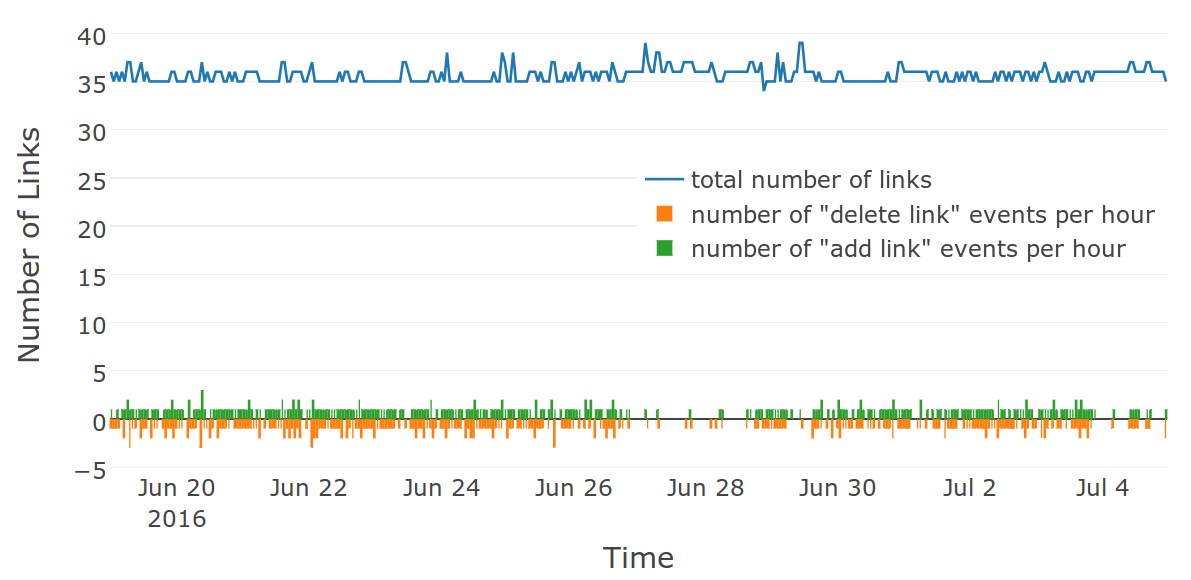 40
35
30
25
20
15
10
5
0
−5
Number of Links
total number of links
number of "delete link" events per hour
number of "add link" events per hour
Jun 20
2016
Jun 22
Jun 24
Jun 26
Jun 28
Jun 30
Jul 2
Jul 4
Time